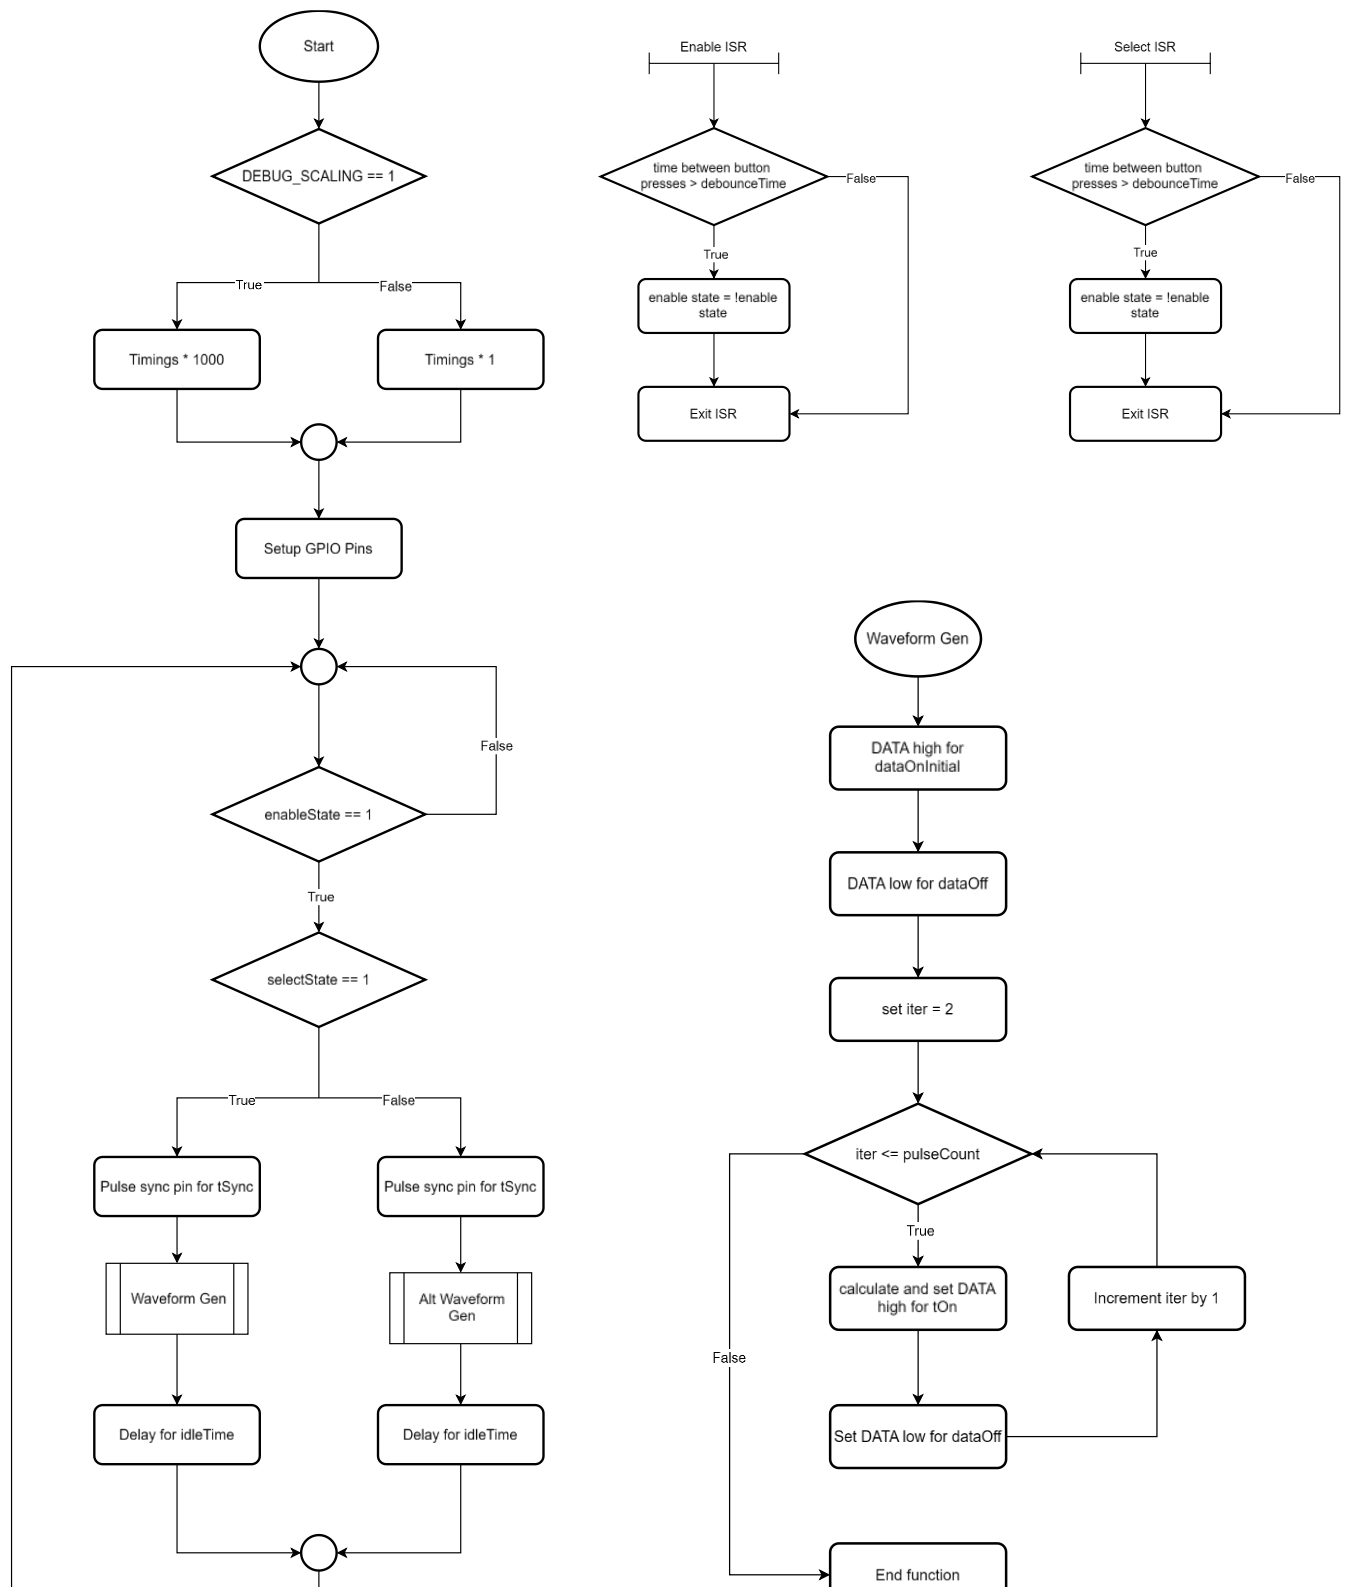 Start
DEBUG_SCALING == 1
True
False
Timings * 1000
Timings * 1
Setup GPIO Pins
False
enableState == 1
True
selectState == 1
True
False
Pulse sync pin for tSync
Pulse sync pin for tSync
Waveform Gen
Alt Waveform
Gen
Delay for idleTime
Delay for idleTime
Enable ISR
time between button
presses > debounceTime
False
True
enable state = !enable
state
Exit ISR
Select ISR
time between button
presses > debounceTime
False
True
enable state = !enable
state
Exit ISR
Waveform Gen
DATA high for
dataOnInitial
DATA low for dataOff
set iter = 2
iter <= pulseCount
True
calculate and set DATA
high for tOn
Increment iter by 1
False
Set DATA low for dataOff
End function